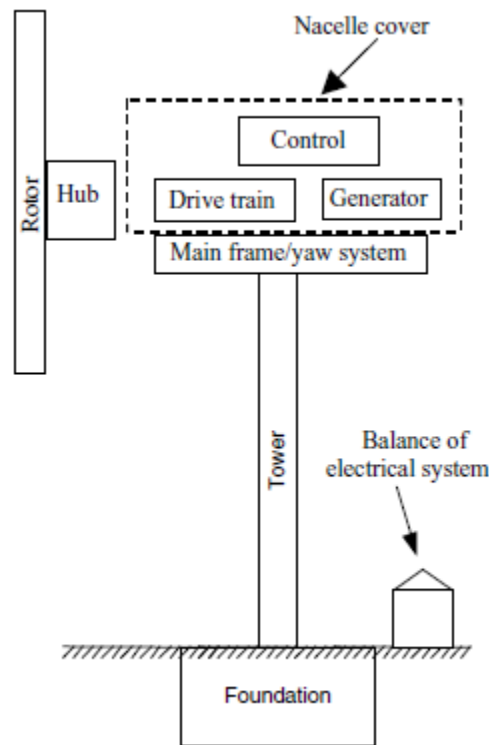 Nacelle cover
Control
Rotor
Hub
Drive train
Generator
Main frame/yaw system
Tower
Balance of
electrical system
Foundation